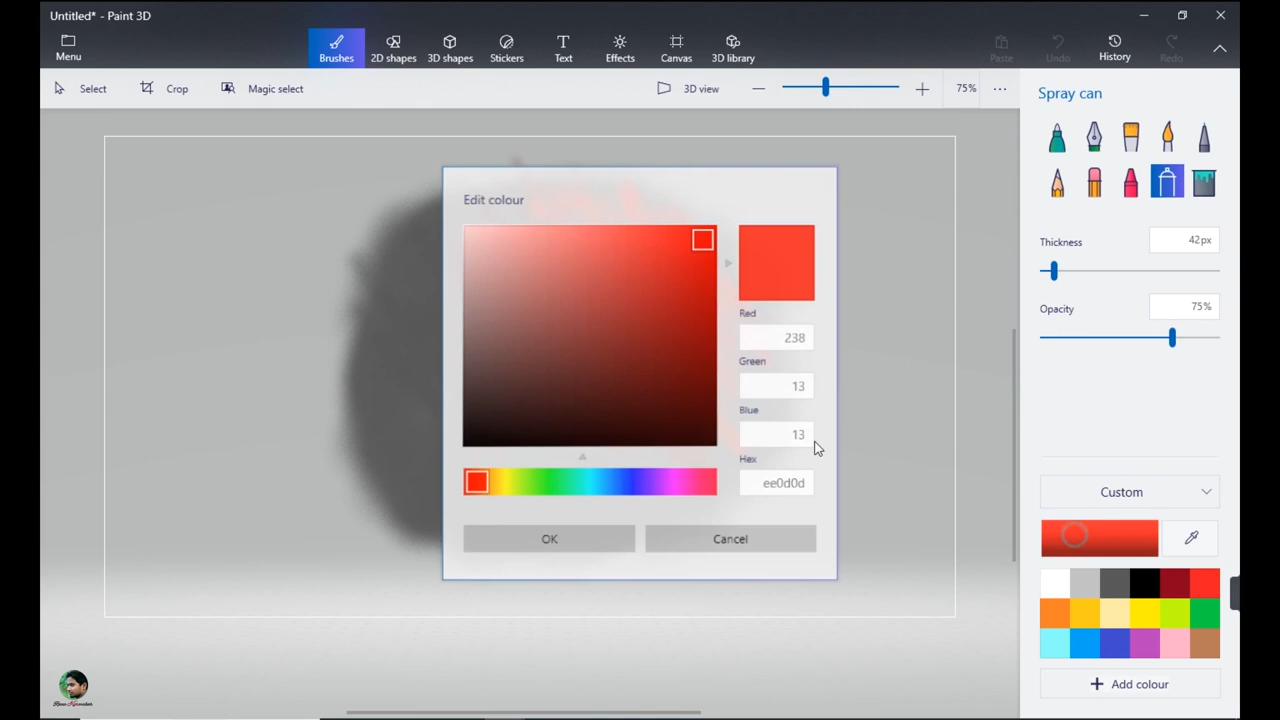 Untitled* - Paint 3D
Menu
Brushes
2D shapes
3D shapes
Stickers
Text
Effects
Canvas
3D library
Paste
Undo
History
Redo
Select
Crop
Magic select
3D view
75%
Spray can
Thickness
42px
Opacity
75%
Edit colour
Red
238
Green
13
Blue
13
Hex
ee0d0d
OK
Cancel
Custom
Add colour